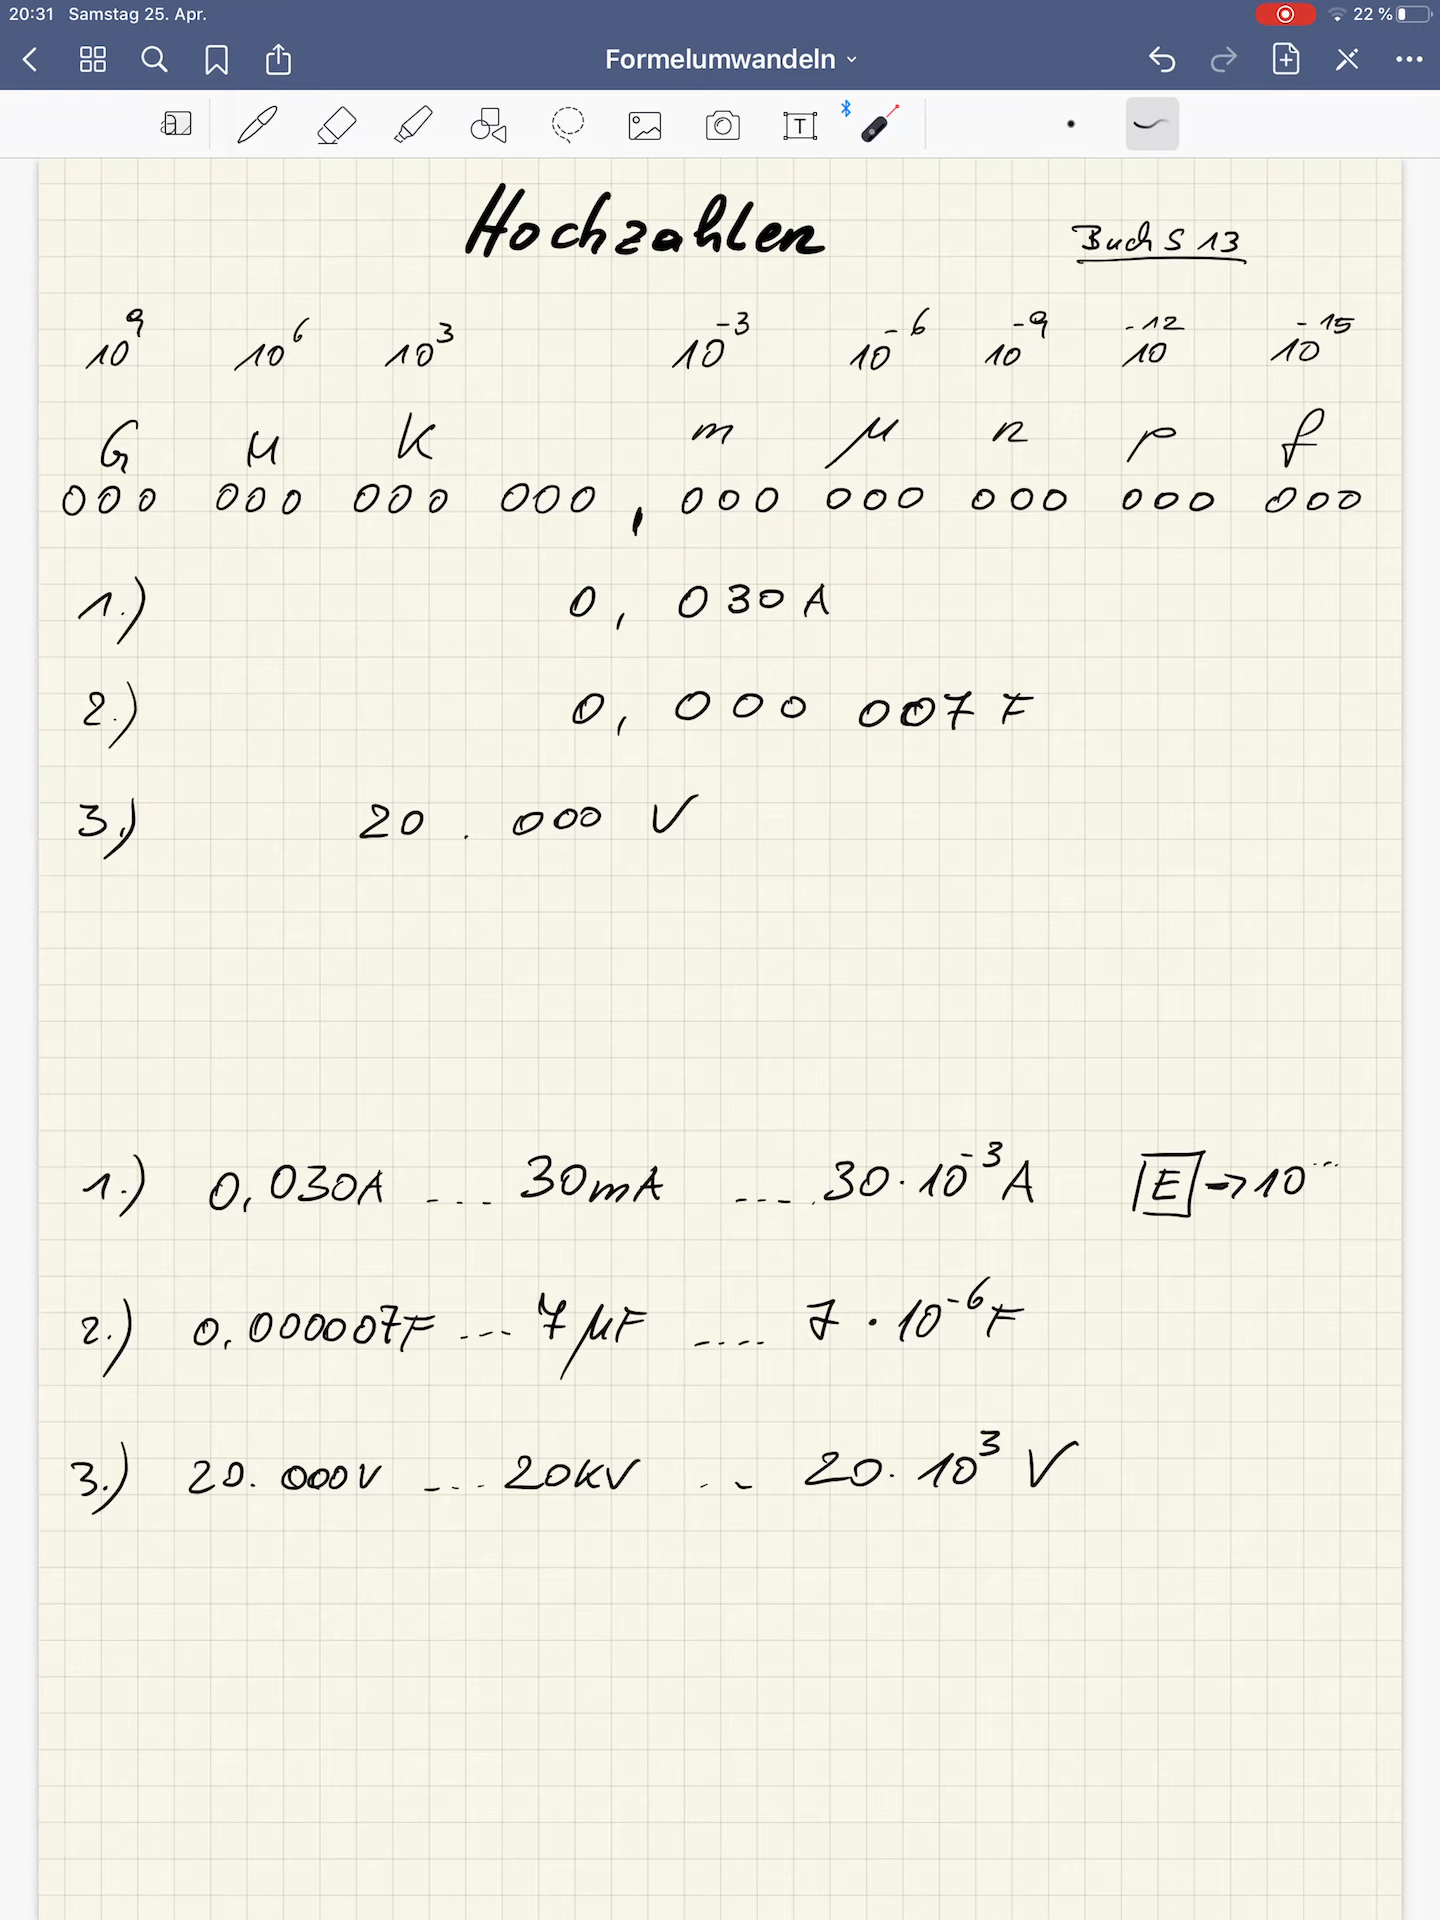 20:31 Samstag 25. Apr. 22 %
Formelumwandeln
Hochzahlen Buch S 13
10⁹ 10⁶ 10³ 10⁻³ 10⁻⁶ 10⁻⁹ 10⁻¹² 10⁻¹⁵
G M K m µ n p f
000 000 000 000 , 000 000 000 000 000
1.) 0, 030 A
2.) 0, 000 007 F
3.) 20 . 000 V
1.) 0,030A --- 30mA ---. 30·10⁻³A E → 10 ...
2.) 0,000007F --- 7µF ---- 7 · 10⁻⁶F
3.) 20.000V --- 20KV -- 20·10³ V